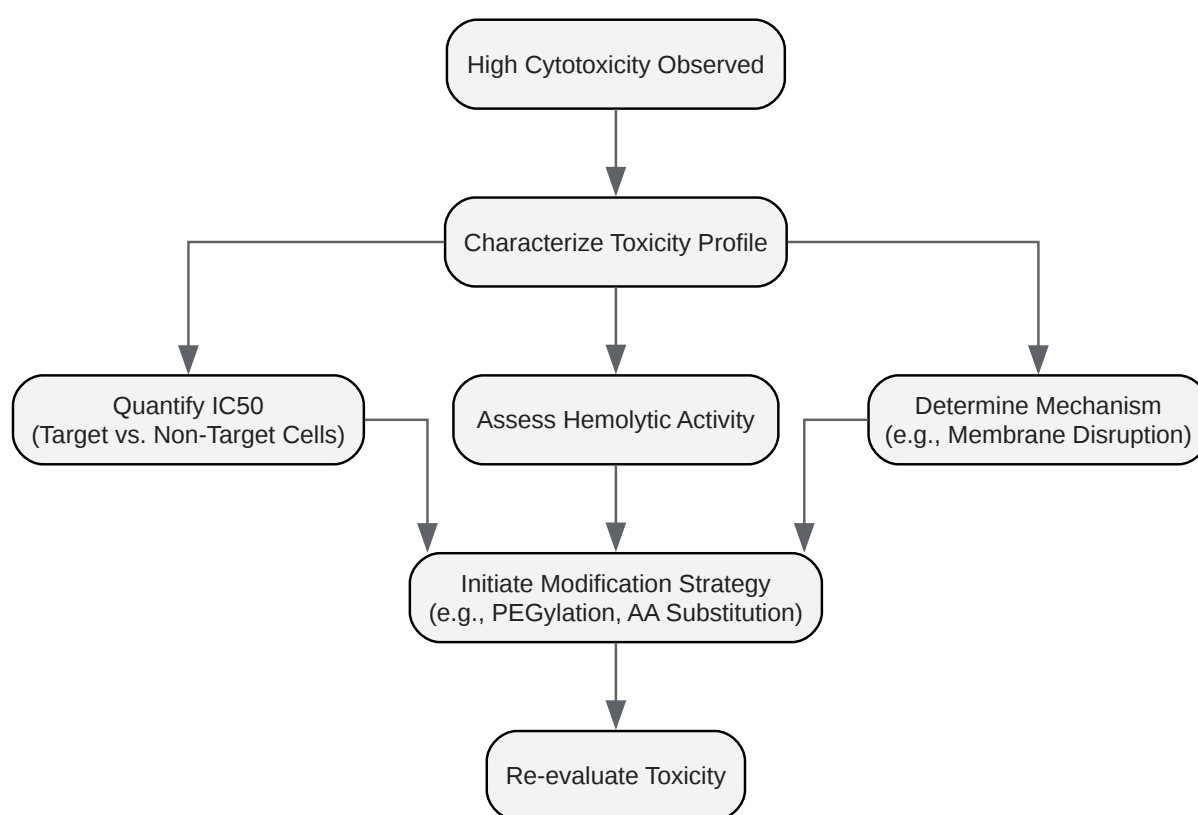 High Cytotoxicity Observed
Characterize Toxicity Profile
Quantify IC50
(Target vs. Non-Target Cells)
Assess Hemolytic Activity
Determine Mechanism
(e.g., Membrane Disruption)
Initiate Modification Strategy
(e.g., PEGylation, AA Substitution)
Re-evaluate Toxicity